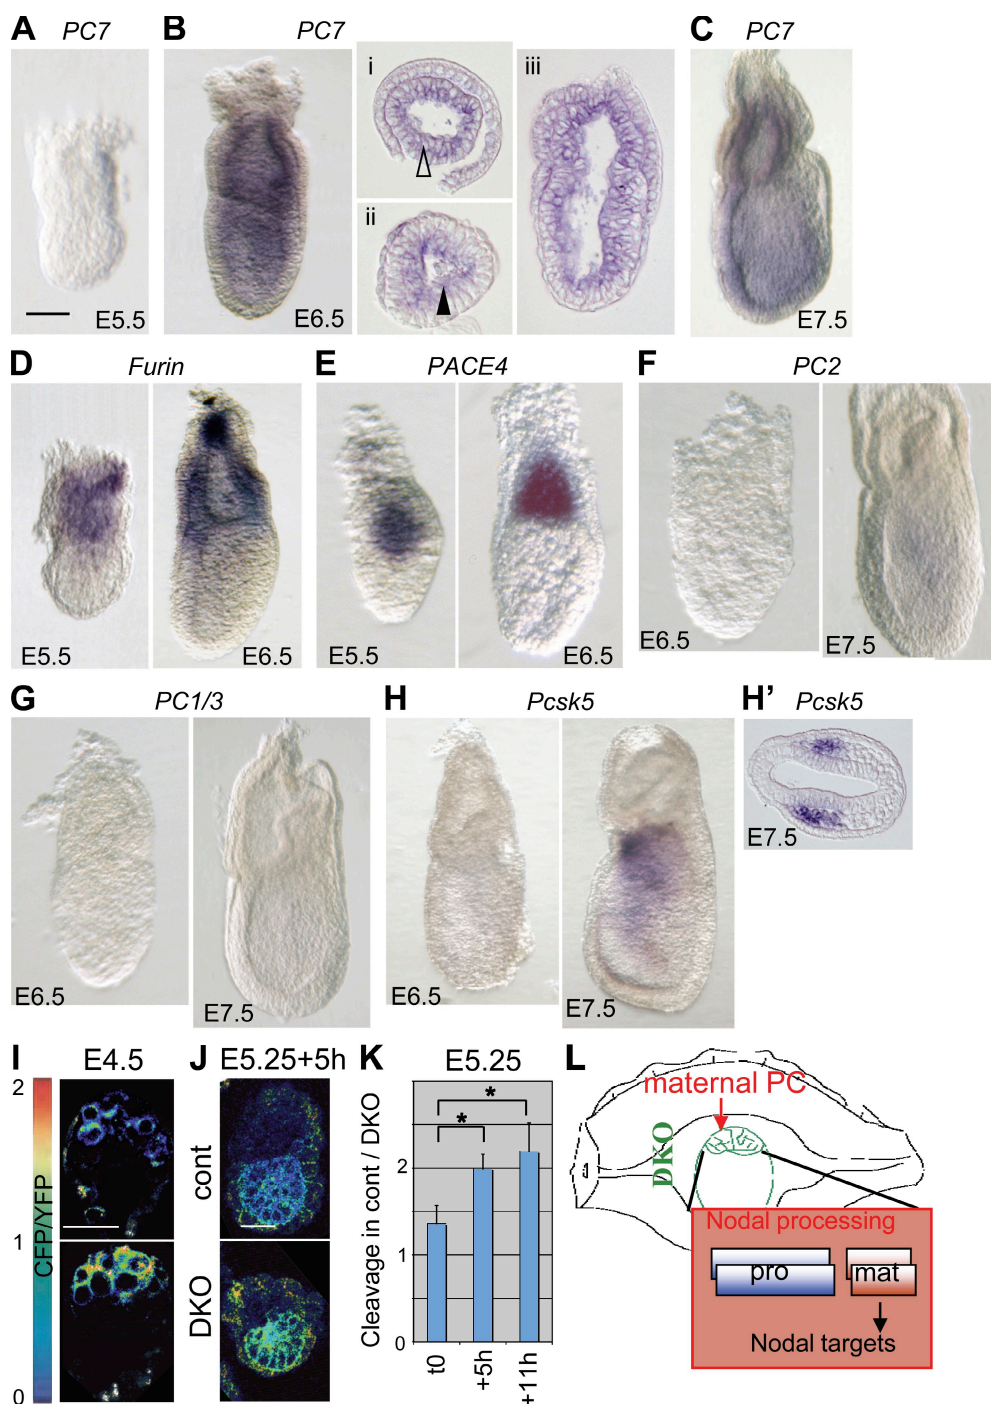 A PC7
B PC7
C PC7
i
ii
iii
E5.5
E6.5
E7.5
D Furin
E PACE4
F PC2
E5.5
E6.5
E5.5
E6.5
E6.5
E7.5
G PC1/3
H Pcsk5
H' Pcsk5
E6.5
E7.5
E6.5
E7.5
E7.5
I E4.5
J E5.25+5h
K E5.25
L
2
1
0
CFP/YFP
cont
DKO
Cleavage in cont / DKO
2
1
0
*
*
t0
+5h
+11h
maternal PC
DKO
Nodal processing
pro
mat
Nodal targets